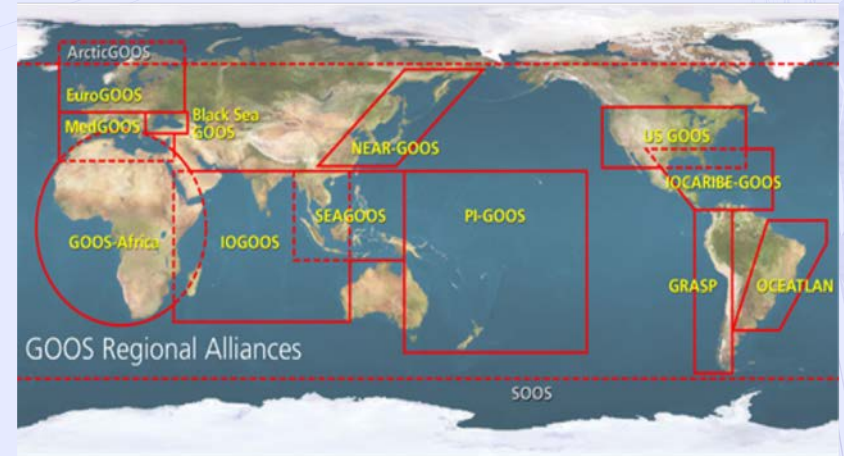 ArcticGOOS
EuroGOOS
MedGOOS
Black Sea
GOOS
NEAR-GOOS
US GOOS
IOCARIBE-GOOS
GOOS-Africa
IOGOOS
SEAGOOS
PI-GOOS
GRASP
OCEATLAN
GOOS Regional Alliances
SOOS